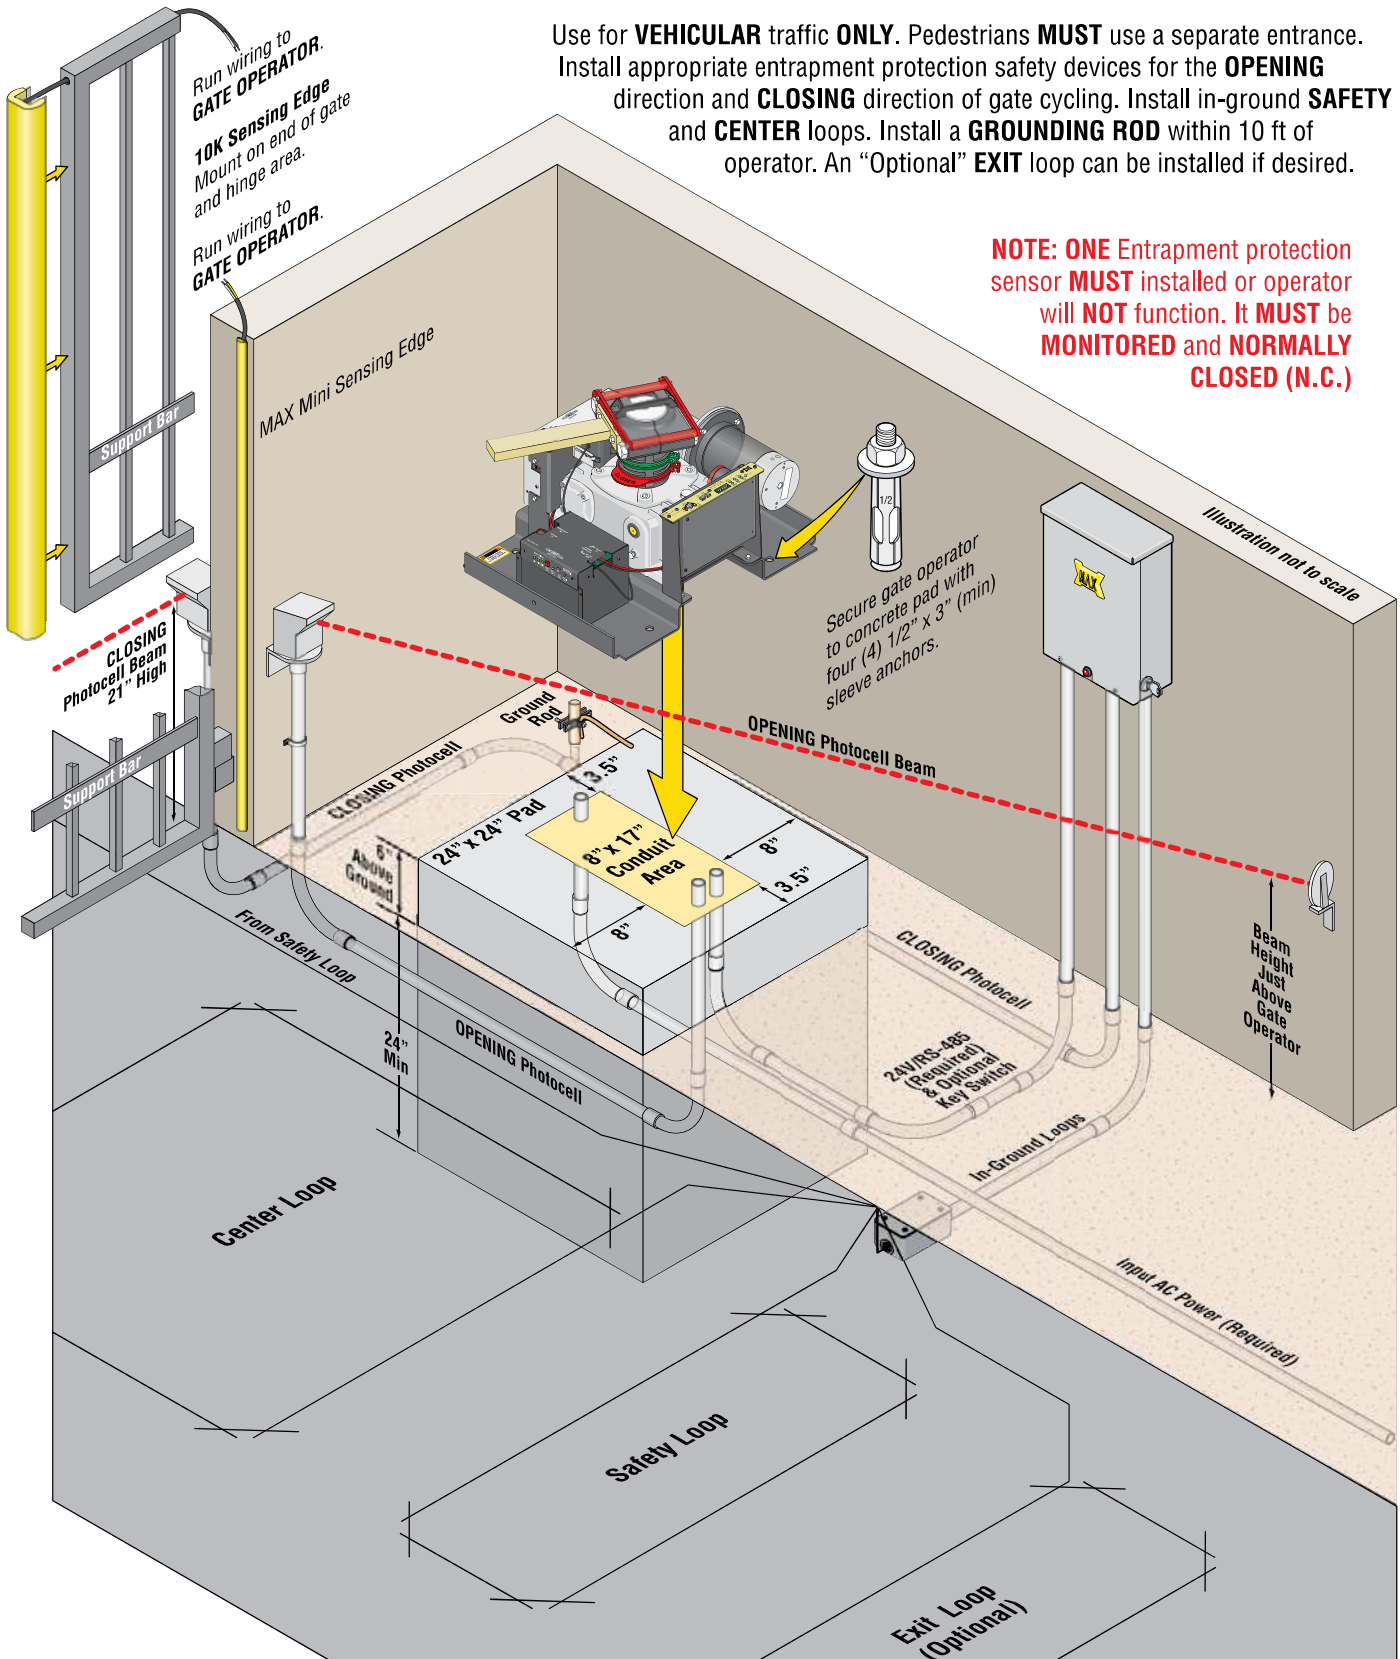 Use for VEHICULAR traffic ONLY. Pedestrians MUST use a separate entrance.
Install appropriate entrapment protection safety devices for the OPENING
direction and CLOSING direction of gate cycling. Install in-ground SAFETY
and CENTER loops. Install a GROUNDING ROD within 10 ft of
operator. An “Optional” EXIT loop can be installed if desired.
NOTE: ONE Entrapment protection
sensor MUST installed or operator
will NOT function. It MUST be
MONITORED and NORMALLY
CLOSED (N.C.)
Run wiring to
GATE OPERATOR.
10K Sensing Edge
Mount on end of gate
and hinge area.
Run wiring to
GATE OPERATOR.
MAX Mini Sensing Edge
Support Bar
1/2
Secure gate operator
to concrete pad with
four (4) 1/2” x 3” (min)
sleeve anchors.
MAX
Illustration not to scale
CLOSING
Photocell Beam
21” High
Support Bar
Ground
Rod
OPENING Photocell Beam
CLOSING Photocell
3.5”
24” x 24” Pad
8” x 17”
Conduit
Area
8”
3.5”
8”
6”
Above
Ground
From Safety Loop
24”
Min
OPENING Photocell
CLOSING Photocell
24V/RS-485
(Required)
& Optional
Key Switch
Beam
Height
Just
Above
Gate
Operator
In-Ground Loops
Input AC Power (Required)
Center Loop
Safety Loop
Exit Loop
(Optional)